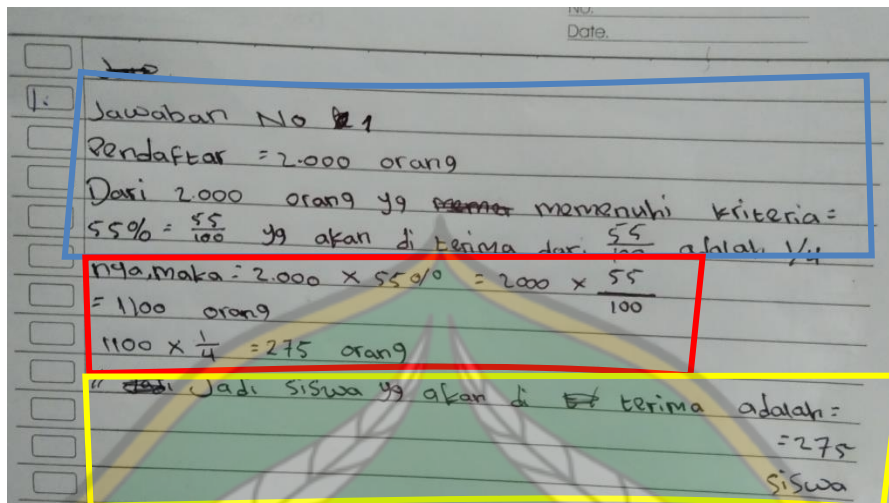 No.
Date.
1. Jawaban No 1
Pendaftar = 2.000 orang
Dari 2.000 orang yg memenuhi kriteria =
55% = 55/100 yg akan di terima dari 55/100 adalah 1/4
nya, maka = 2.000 × 55% = 2000 × 55/100
= 1100 orang
1100 × 1/4 = 275 orang
" Jadi siswa yg akan di terima adalah =
= 275
siswa